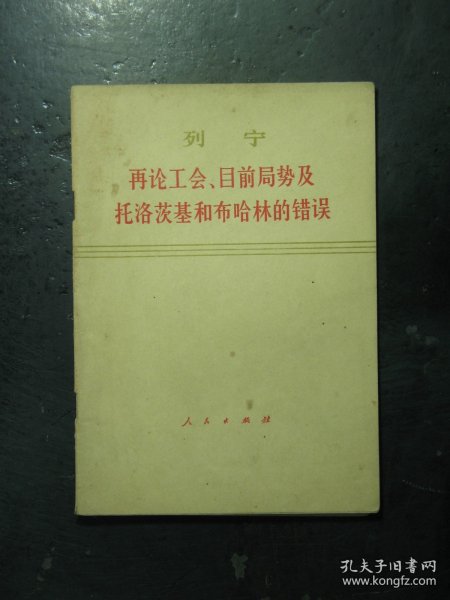 列 宁
再论工会、目前局势及
托洛茨基和布哈林的错误
人民出版社
孔夫子旧书网
www.kongfz.com